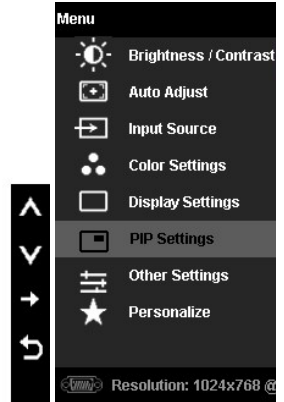 Menu
Brightness / Contrast
Auto Adjust
Input Source
Color Settings
Display Settings
PIP Settings
Other Settings
Personalize
Resolution: 1024x768 @